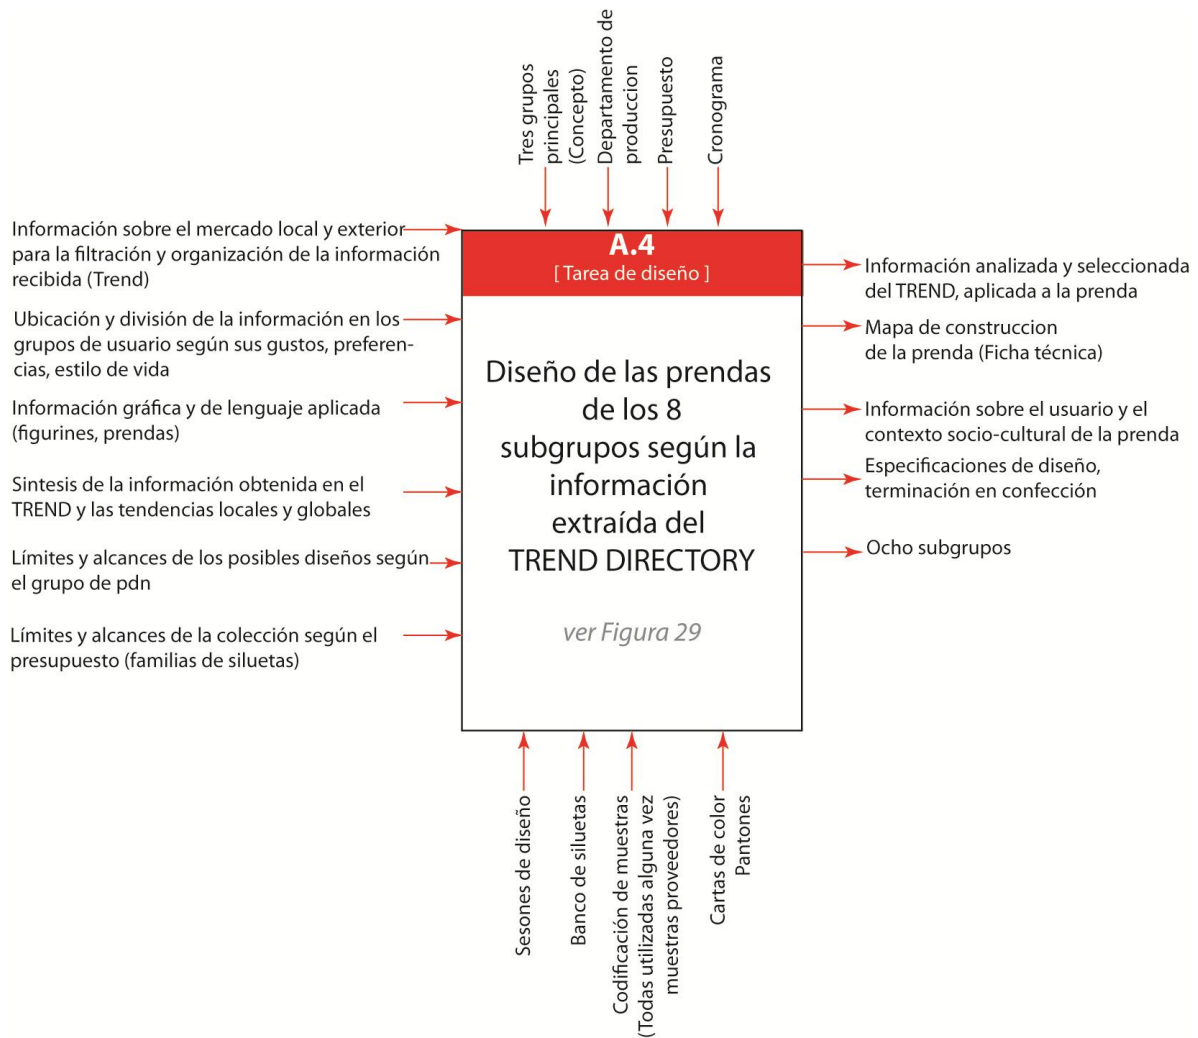 Tres grupos
principales
(Concepto)
Departamento de
produccion
Presupuesto
Cronograma
Información sobre el mercado local y exterior
para la filtración y organización de la información
recibida (Trend)
Ubicación y división de la información en los
grupos de usuario según sus gustos, preferen-
cias, estilo de vida
Información gráfica y de lenguaje aplicada
(figurines, prendas)
Sintesis de la información obtenida en el
TREND y las tendencias locales y globales
Límites y alcances de los posibles diseños según
el grupo de pdn
Límites y alcances de la colección según el
presupuesto (familias de siluetas)
A.4
[ Tarea de diseño ]
Diseño de las prendas
de los 8
subgrupos según la
información
extraída del
TREND DIRECTORY
ver Figura 29
Información analizada y seleccionada
del TREND, aplicada a la prenda
Mapa de construccion
de la prenda (Ficha técnica)
Información sobre el usuario y el
contexto socio-cultural de la prenda
Especificaciones de diseño,
terminación en confección
Ocho subgrupos
Sesones de diseño
Banco de siluetas
Codificación de muestras
(Todas utilizadas alguna vez
muestras proveedores)
Cartas de color
Pantones